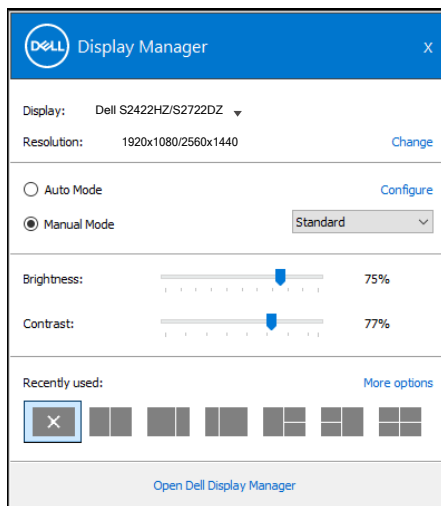 DELL Display Manager X
Display: Dell S2422HZ/S2722DZ
Resolution: 1920x1080/2560x1440 Change
Auto Mode Configure
Manual Mode Standard
Brightness: 75%
Contrast: 77%
Recently used: More options
Open Dell Display Manager